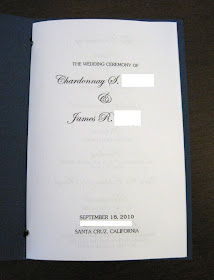 THE WEDDING CEREMONY OF
Chardonnay S.
&
James R.
SEPTEMBER 18, 2010
SANTA CRUZ, CALIFORNIA